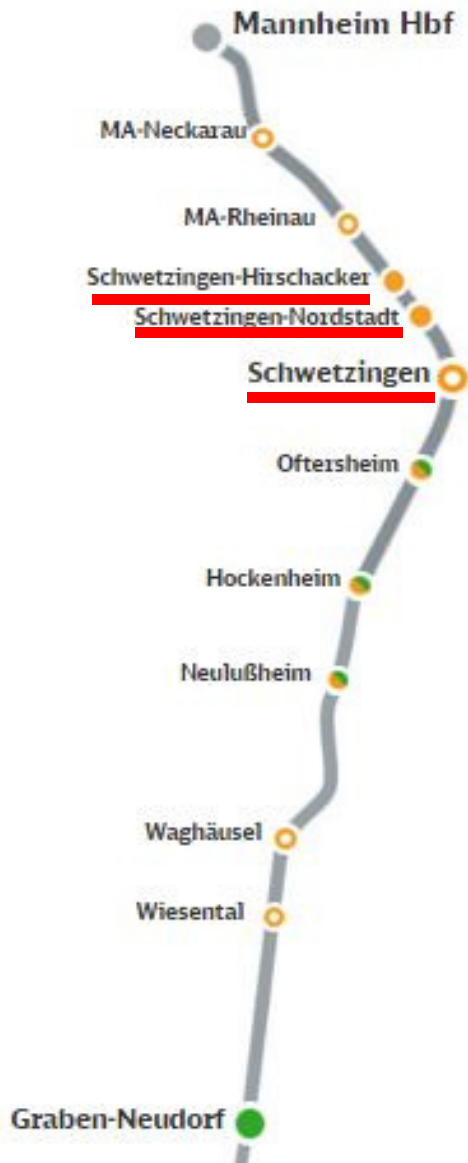 Mannheim Hbf
MA-Neckarau
MA-Rheinau
Schwetzingen-Hirschacker
Schwetzingen-Nordstadt
Schwetzingen
Oftersheim
Hockenheim
Neulußheim
Waghäusel
Wiesental
Graben-Neudorf